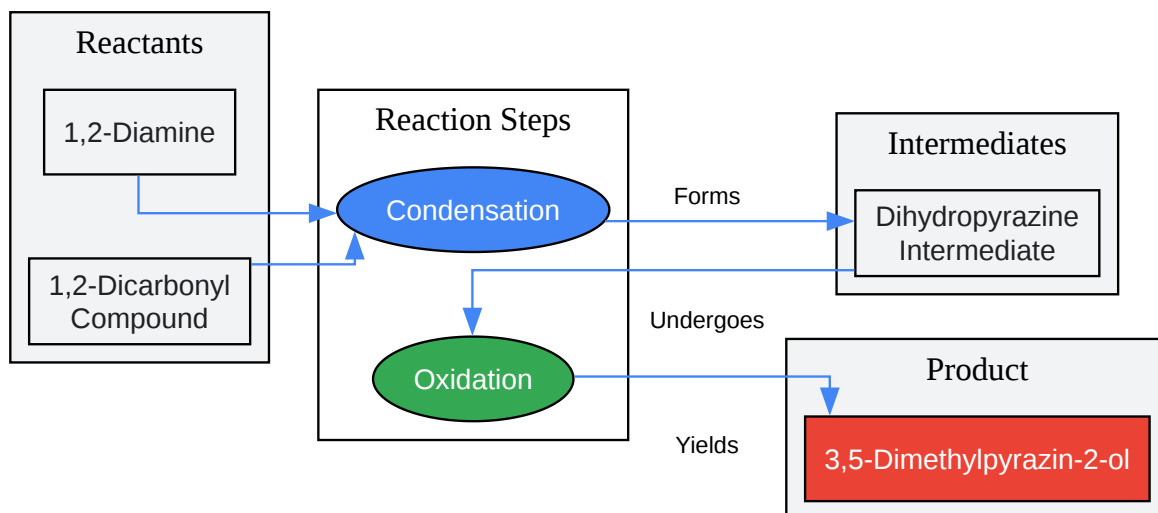 Reactants
1,2-Diamine
1,2-Dicarbonyl
Compound
Reaction Steps
Condensation
Oxidation
Forms
Undergoes
Yields
Intermediates
Dihydropyrazine
Intermediate
Product
3,5-Dimethylpyrazin-2-ol